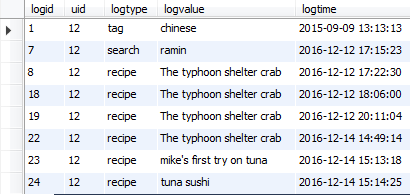 logid uid logtype logvalue logtime
1 12 tag chinese 2015-09-09 13:13:13
7 12 search ramin 2016-12-12 17:15:23
8 12 recipe The typhoon shelter crab 2016-12-12 17:22:30
18 12 recipe The typhoon shelter crab 2016-12-12 18:06:00
19 12 recipe The typhoon shelter crab 2016-12-12 20:11:04
22 12 recipe The typhoon shelter crab 2016-12-14 14:49:14
23 12 recipe mike's first try on tuna 2016-12-14 15:13:18
24 12 recipe tuna sushi 2016-12-14 15:14:25